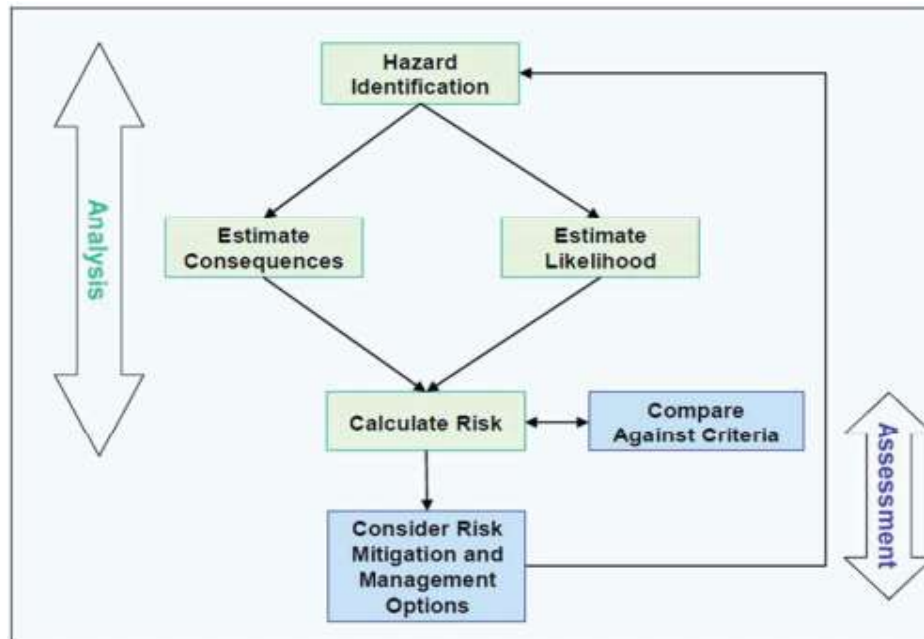 Hazard
Identification
Analysis
Estimate
Consequences
Estimate
Likelihood
Calculate Risk
Compare
Against Criteria
Assessment
Consider Risk
Mitigation and
Management
Options